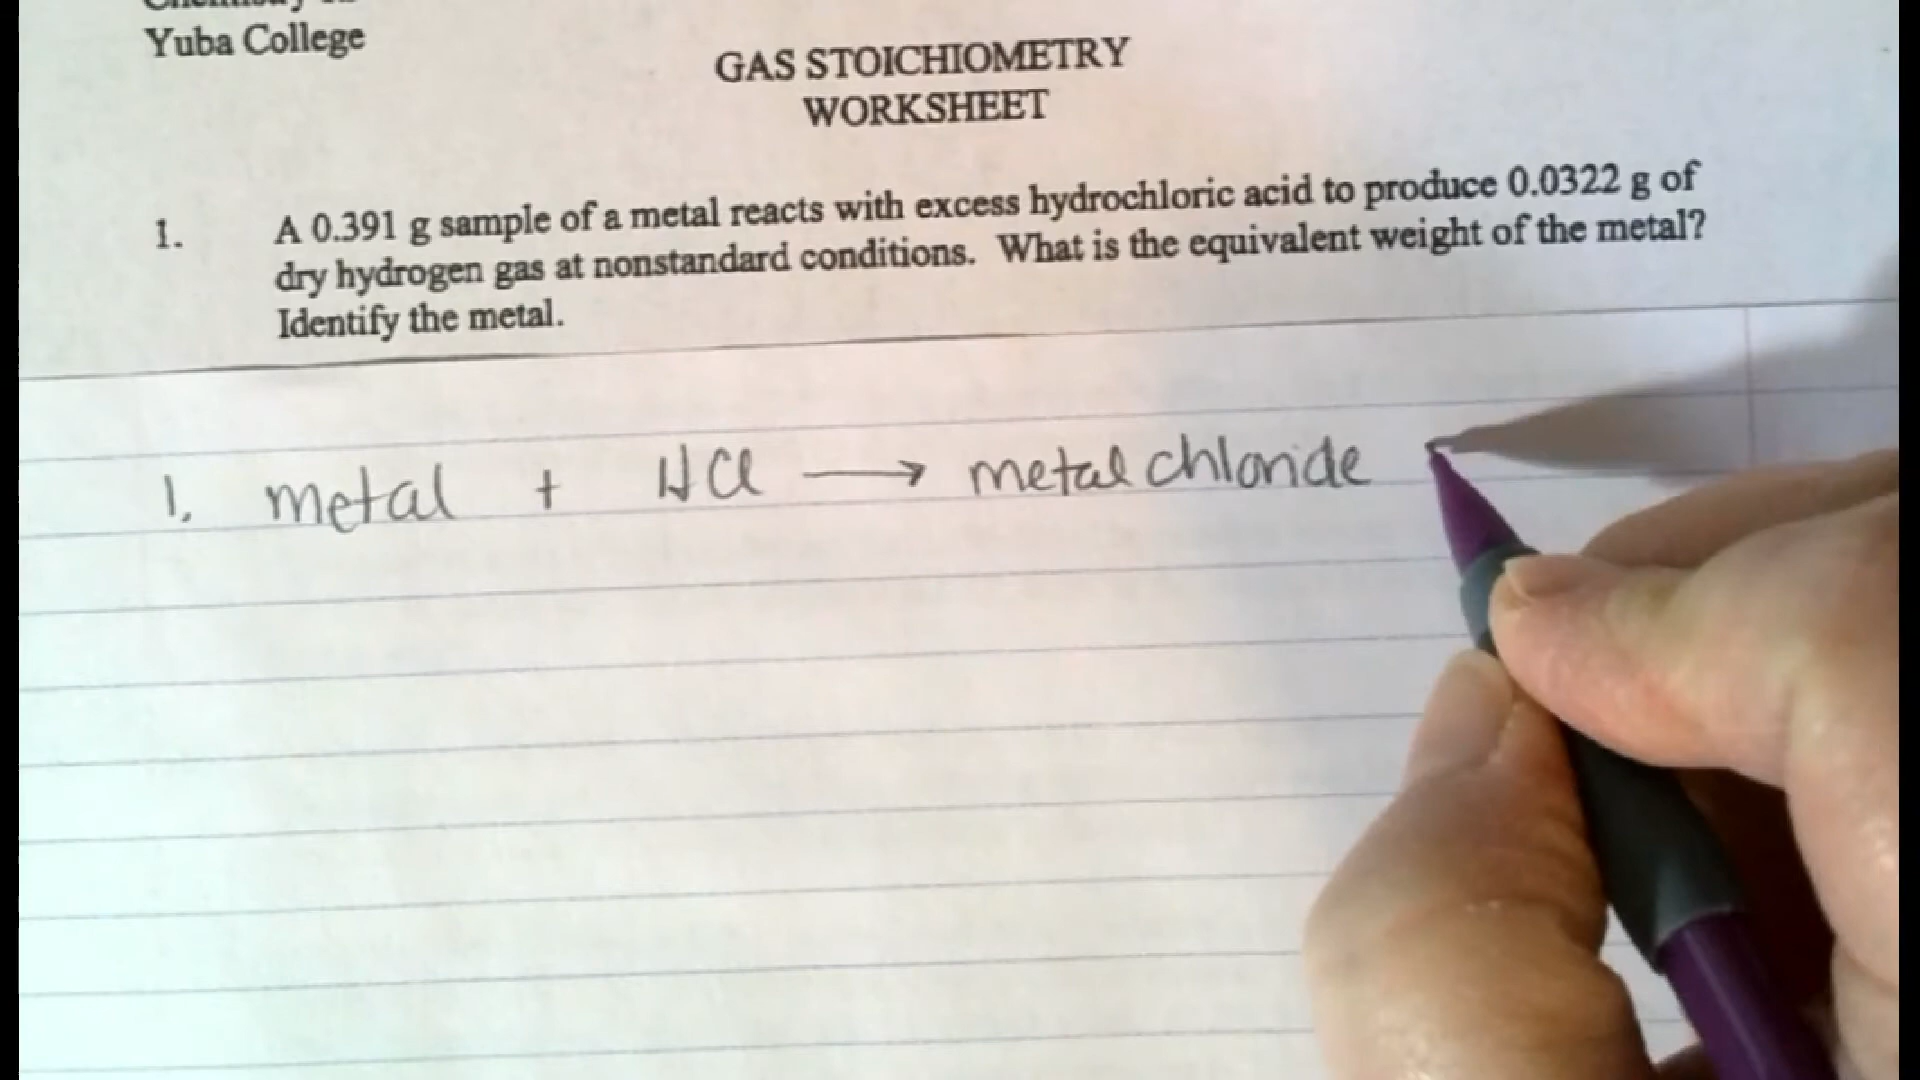 Yuba College
GAS STOICHIOMETRY
WORKSHEET
1. A 0.391 g sample of a metal reacts with excess hydrochloric acid to produce 0.0322 g of
dry hydrogen gas at nonstandard conditions. What is the equivalent weight of the metal?
Identify the metal.
1. metal + HCl → metal chloride